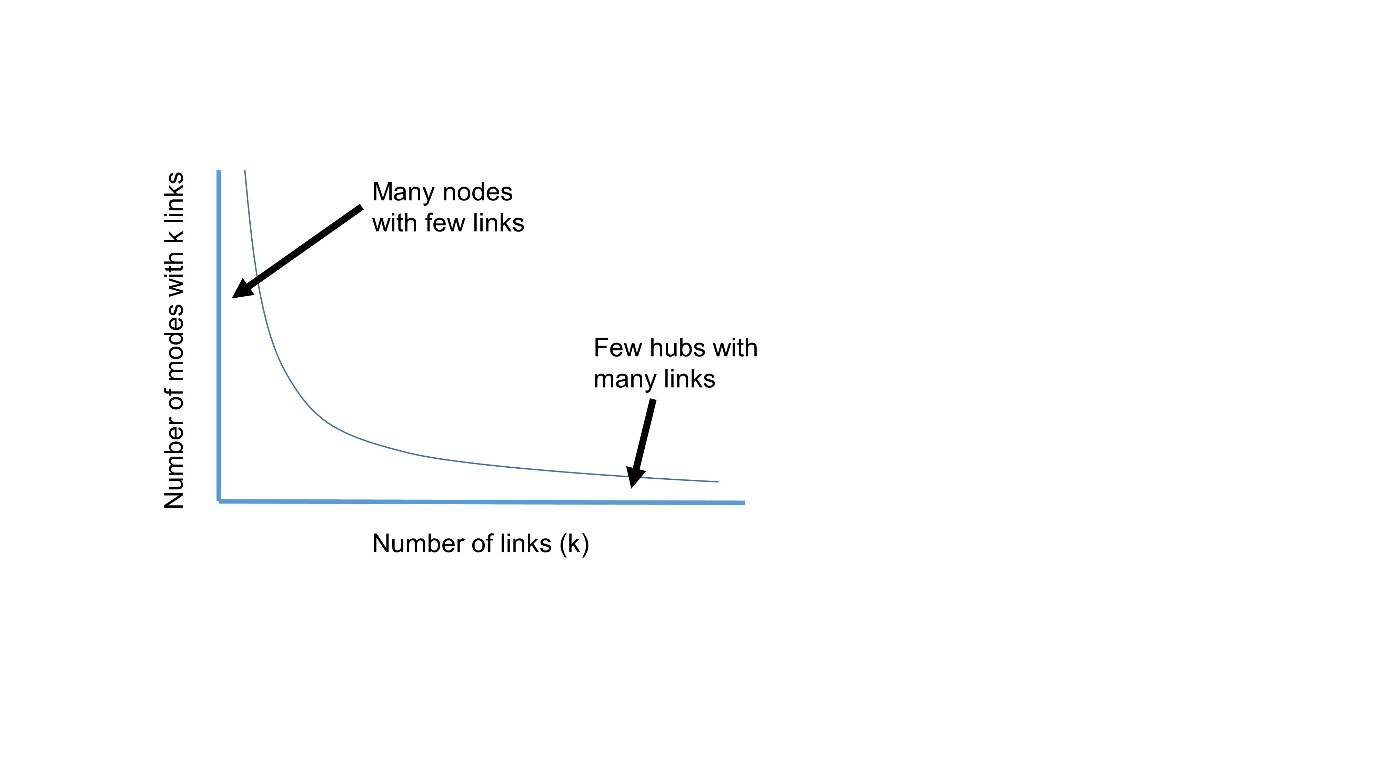 Number of modes with k links
Many nodes
with few links
Few hubs with
many links
Number of links (k)